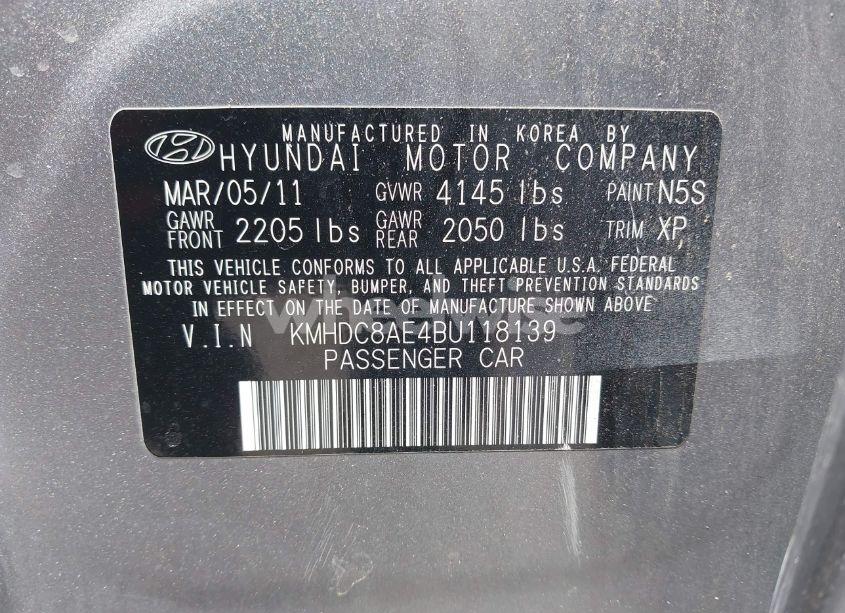 MANUFACTURED IN KOREA BY
HYUNDAI MOTOR COMPANY
MAR/05/11 GVWR 4145 lbs PAINT N5S
GAWR FRONT 2205 lbs GAWR REAR 2050 lbs TRIM XP
THIS VEHICLE CONFORMS TO ALL APPLICABLE U.S.A. FEDERAL
MOTOR VEHICLE SAFETY, BUMPER, AND THEFT PREVENTION STANDARDS
IN EFFECT ON THE DATE OF MANUFACTURE SHOWN ABOVE
wheelwise
V.I.N KMHDC8AE4BU118139
PASSENGER CAR